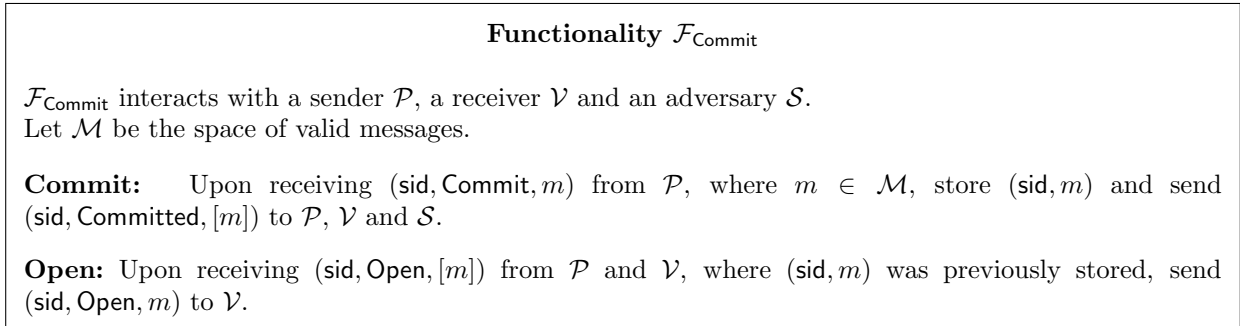 Functionality 𝓕_Commit
𝓕_Commit interacts with a sender 𝒫, a receiver 𝒱 and an adversary 𝒮.
Let ℳ be the space of valid messages.
Commit: Upon receiving (sid, Commit, m) from 𝒫, where m ∈ ℳ, store (sid, m) and send
(sid, Committed, [m]) to 𝒫, 𝒱 and 𝒮.
Open: Upon receiving (sid, Open, [m]) from 𝒫 and 𝒱, where (sid, m) was previously stored, send
(sid, Open, m) to 𝒱.